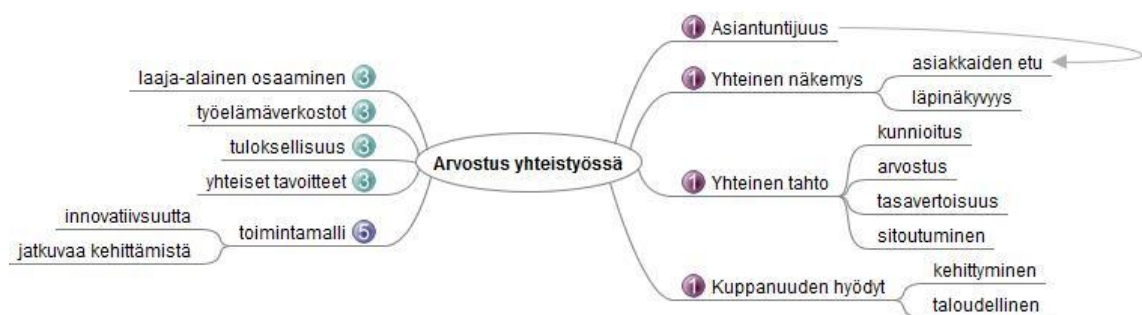 Arvostus yhteistyössä
1 Asiantuntijuus
1 Yhteinen näkemys
asiakkaiden etu
läpinäkyvyys
1 Yhteinen tahto
kunnioitus
arvostus
tasavertoisuus
sitoutuminen
1 Kuppanuuden hyödyt
kehittyminen
taloudellinen
laaja-alainen osaaminen 3
työelämäverkostot 3
tuloksellisuus 3
yhteiset tavoitteet 3
toimintamalli 5
innovatiivsuutta
jatkuvaa kehittämistä